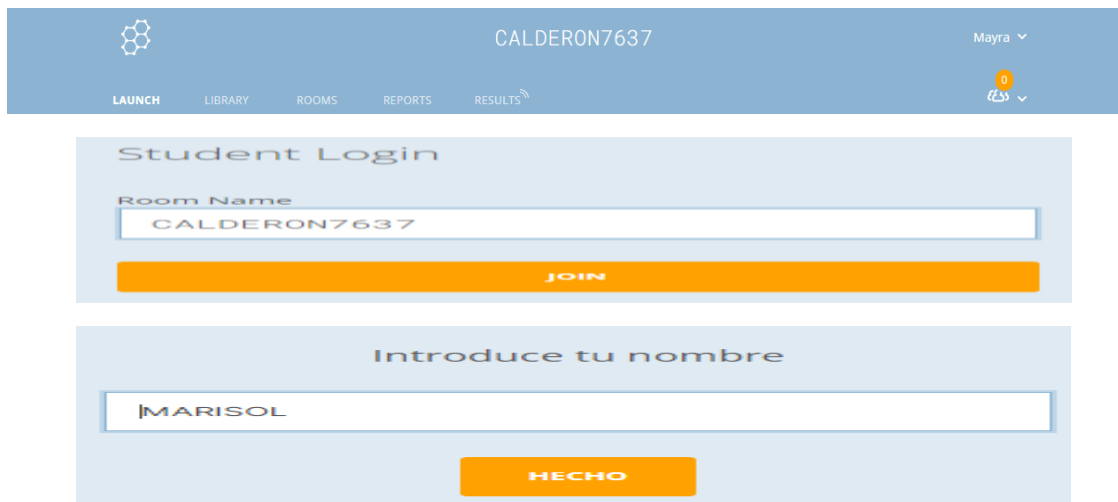 CALDERON7637
Mayra
0
LAUNCH LIBRARY ROOMS REPORTS RESULTS
Student Login
Room Name
CALDERON7637
JOIN
Introduce tu nombre
MARISOL
HECHO